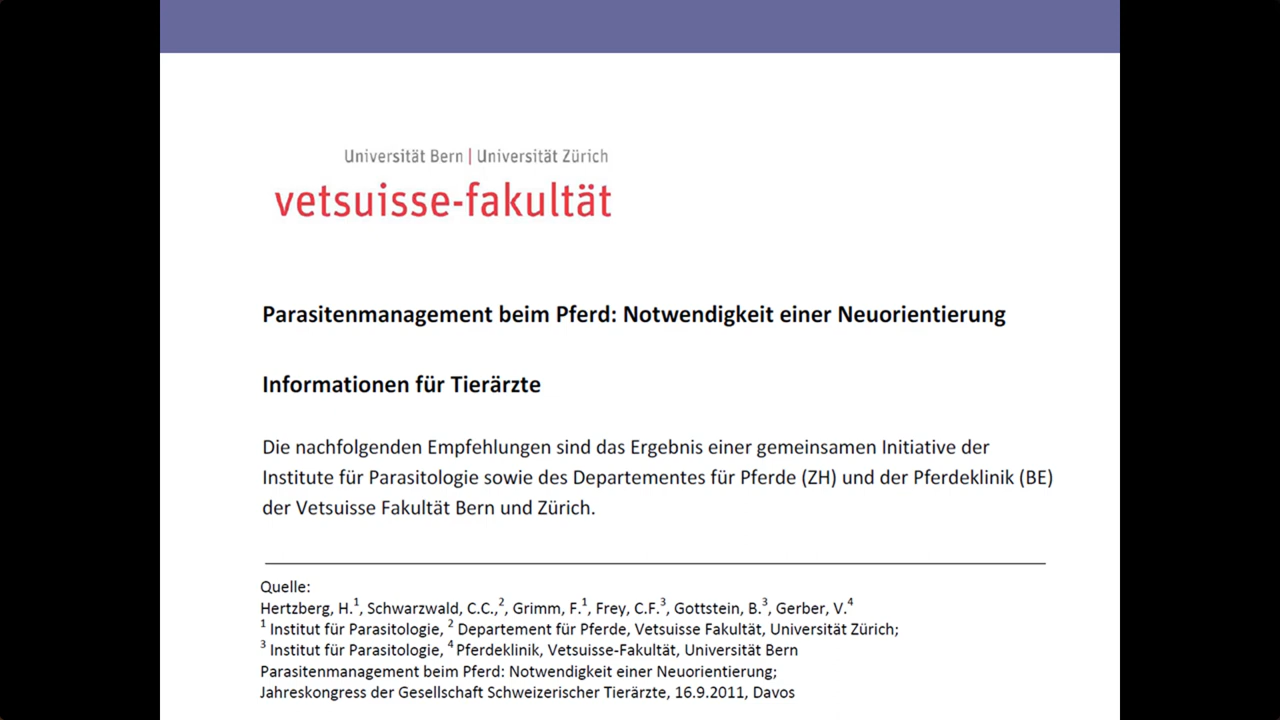 Universität Bern | Universität Zürich
vetsuisse-fakultät
Parasitenmanagement beim Pferd: Notwendigkeit einer Neuorientierung
Informationen für Tierärzte
Die nachfolgenden Empfehlungen sind das Ergebnis einer gemeinsamen Initiative der
Institute für Parasitologie sowie des Departementes für Pferde (ZH) und der Pferdeklinik (BE)
der Vetsuisse Fakultät Bern und Zürich.
Quelle:
Hertzberg, H.¹, Schwarzwald, C.C.,², Grimm, F.¹, Frey, C.F.³, Gottstein, B.³, Gerber, V.⁴
¹ Institut für Parasitologie, ² Departement für Pferde, Vetsuisse Fakultät, Universität Zürich;
³ Institut für Parasitologie, ⁴ Pferdeklinik, Vetsuisse-Fakultät, Universität Bern
Parasitenmanagement beim Pferd: Notwendigkeit einer Neuorientierung;
Jahreskongress der Gesellschaft Schweizerischer Tierärzte, 16.9.2011, Davos